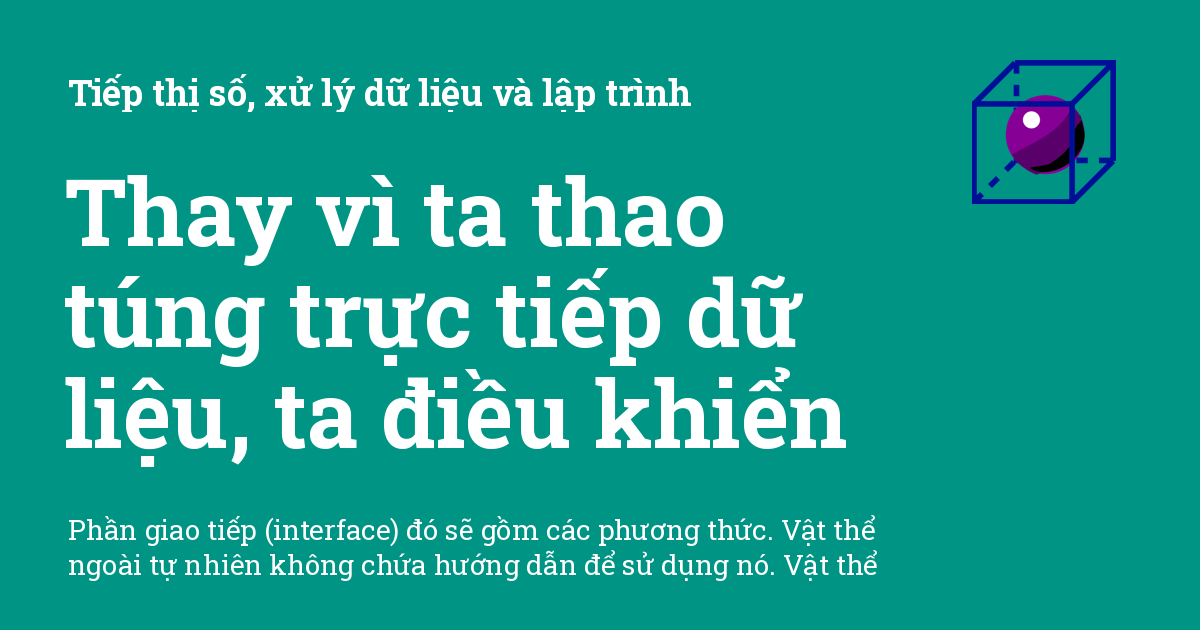 Tiếp thị số, xử lý dữ liệu và lập trình
Thay vì ta thao
túng trực tiếp dữ
liệu, ta điều khiển
Phần giao tiếp (interface) đó sẽ gồm các phương thức. Vật thể
ngoài tự nhiên không chứa hướng dẫn để sử dụng nó. Vật thể